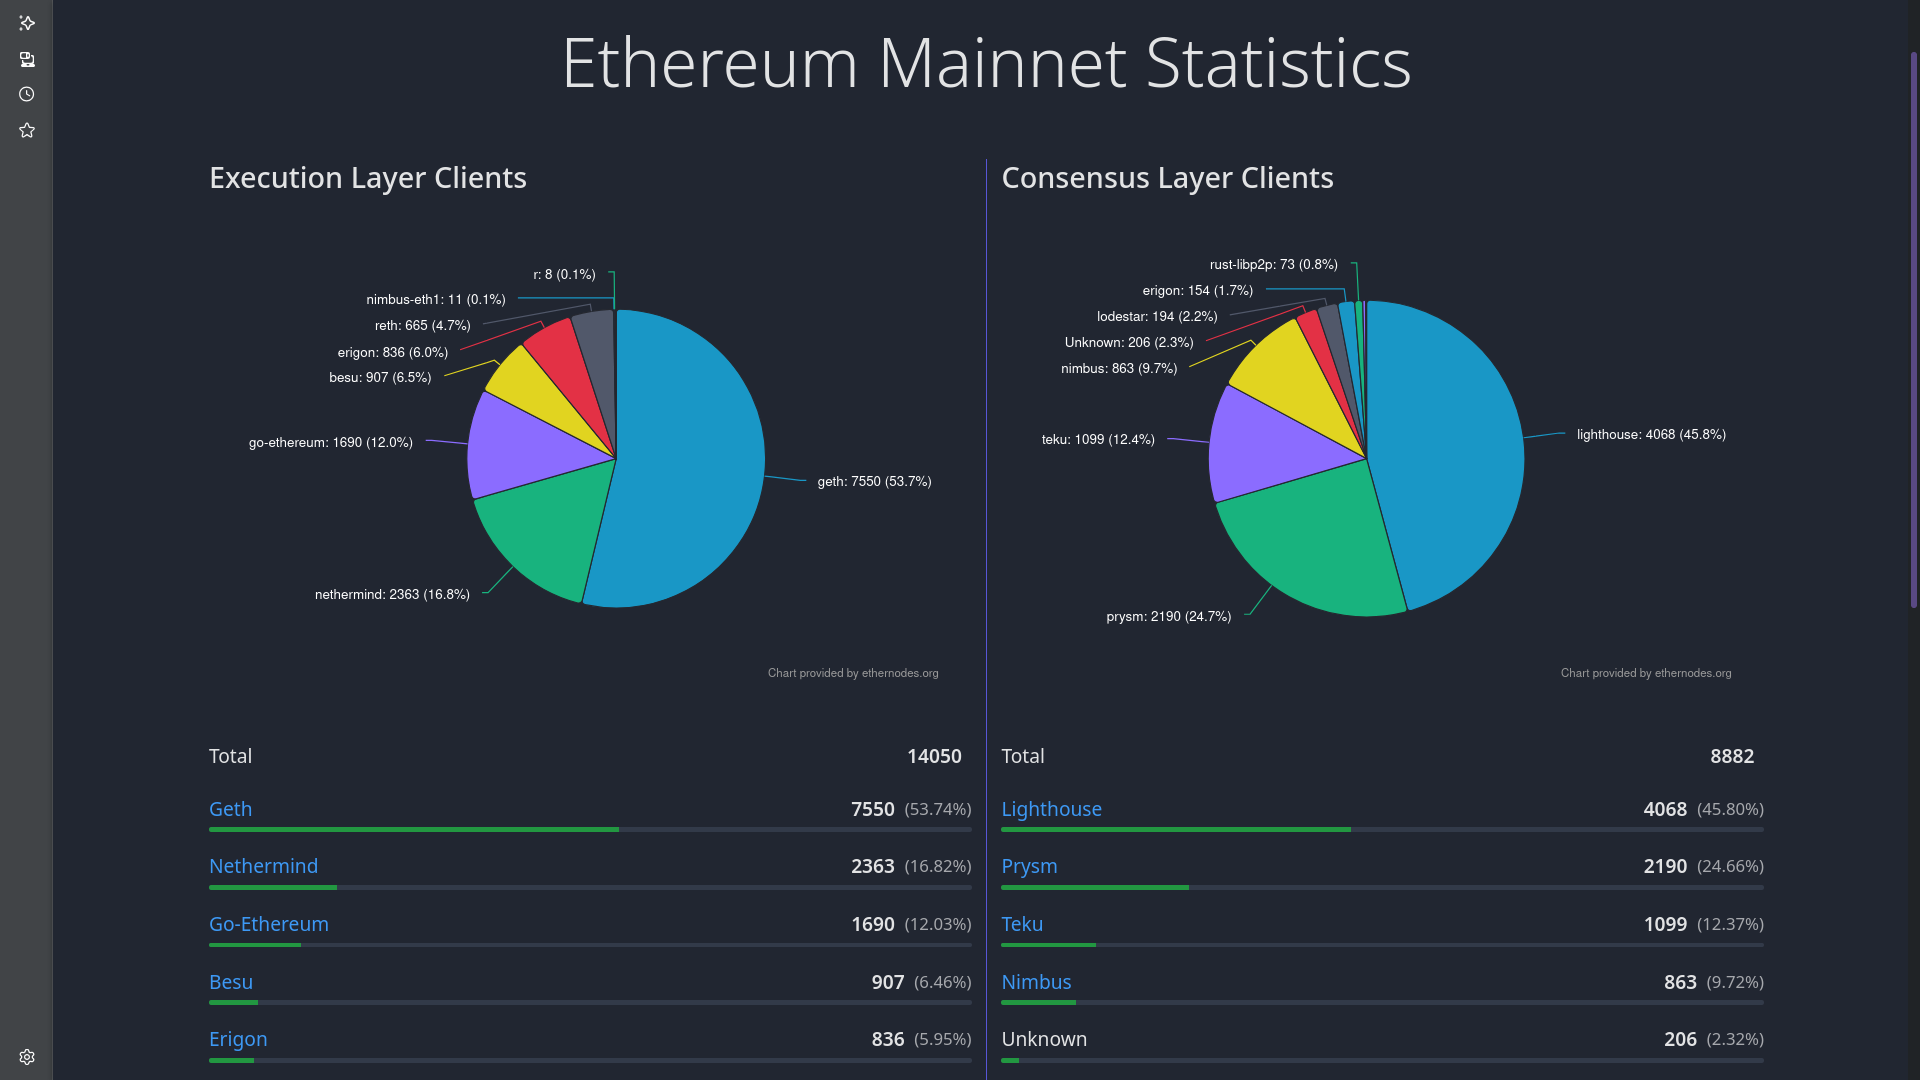 Ethereum Mainnet Statistics
Execution Layer Clients
r: 8 (0.1%)
nimbus-eth1: 11 (0.1%)
reth: 665 (4.7%)
erigon: 836 (6.0%)
besu: 907 (6.5%)
go-ethereum: 1690 (12.0%)
geth: 7550 (53.7%)
nethermind: 2363 (16.8%)
Chart provided by ethernodes.org
Total 14050
Geth 7550 (53.74%)
Nethermind 2363 (16.82%)
Go-Ethereum 1690 (12.03%)
Besu 907 (6.46%)
Erigon 836 (5.95%)
Consensus Layer Clients
rust-libp2p: 73 (0.8%)
erigon: 154 (1.7%)
lodestar: 194 (2.2%)
Unknown: 206 (2.3%)
nimbus: 863 (9.7%)
teku: 1099 (12.4%)
lighthouse: 4068 (45.8%)
prysm: 2190 (24.7%)
Chart provided by ethernodes.org
Total 8882
Lighthouse 4068 (45.80%)
Prysm 2190 (24.66%)
Teku 1099 (12.37%)
Nimbus 863 (9.72%)
Unknown 206 (2.32%)